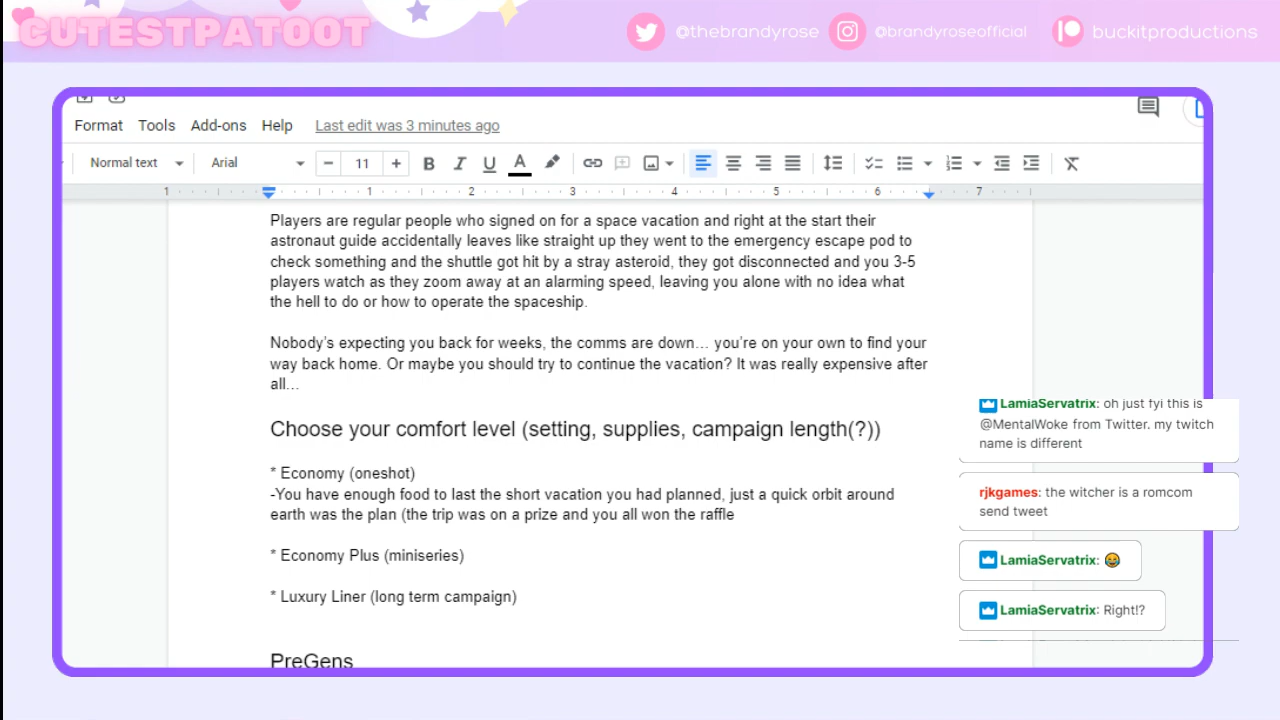 CUTESTPATOOT
@thebrandyrose
@brandyroseofficial
buckitproductions
Format Tools Add-ons Help Last edit was 3 minutes ago
Normal text Arial 11 B I U A
1 1 2 3 4 5 6 7
Players are regular people who signed on for a space vacation and right at the start their
astronaut guide accidentally leaves like straight up they went to the emergency escape pod to
check something and the shuttle got hit by a stray asteroid, they got disconnected and you 3-5
players watch as they zoom away at an alarming speed, leaving you alone with no idea what
the hell to do or how to operate the spaceship.
Nobody's expecting you back for weeks, the comms are down… you're on your own to find your
way back home. Or maybe you should try to continue the vacation? It was really expensive after
all…
Choose your comfort level (setting, supplies, campaign length(?))
* Economy (oneshot)
-You have enough food to last the short vacation you had planned, just a quick orbit around
earth was the plan (the trip was on a prize and you all won the raffle
* Economy Plus (miniseries)
* Luxury Liner (long term campaign)
PreGens
LamiaServatrix: oh just fyi this is
@MentalWoke from Twitter. my twitch
name is different
rjkgames: the witcher is a romcom
send tweet
LamiaServatrix: 😂
LamiaServatrix: Right!?